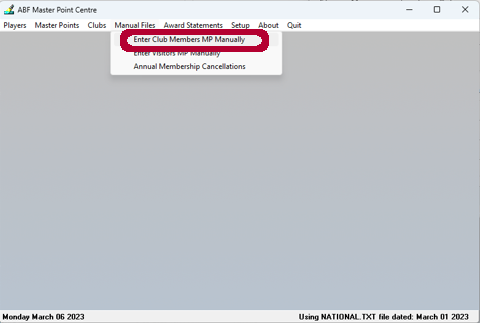 ABF Master Point Centre
Players Master Points Clubs Manual Files Award Statements Setup About Quit
Enter Club Members MP Manually
Enter Visitors MP Manually
Annual Membership Cancellations
Monday March 06 2023 Using NATIONAL.TXT file dated: March 01 2023